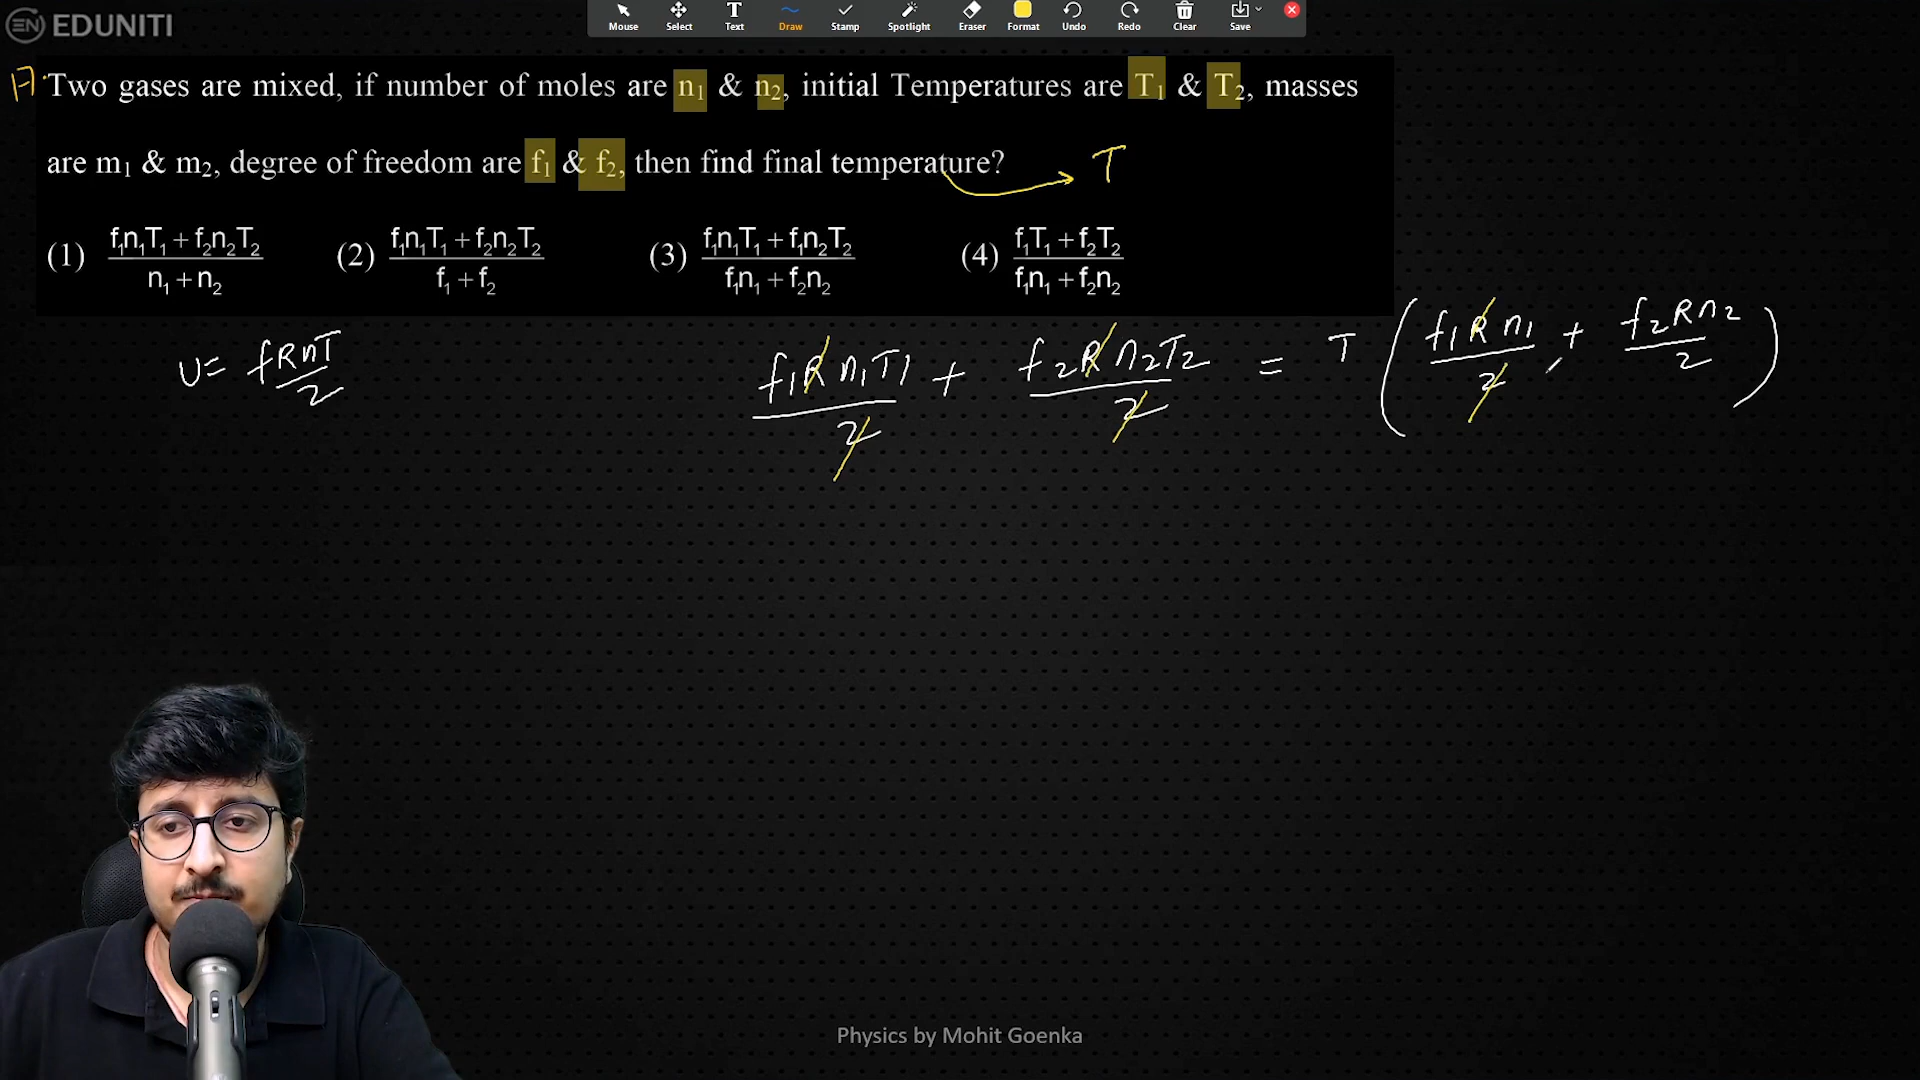 EDUNITI
Mouse Select Text Draw Stamp Spotlight Eraser Format Undo Redo Clear Save
A. Two gases are mixed, if number of moles are n₁ & n₂, initial Temperatures are T₁ & T₂, masses
are m₁ & m₂, degree of freedom are f₁ & f₂, then find final temperature? → T
(1) (f₁n₁T₁ + f₂n₂T₂)/(n₁ + n₂) (2) (f₁n₁T₁ + f₂n₂T₂)/(f₁ + f₂) (3) (f₁n₁T₁ + f₁n₂T₂)/(f₁n₁ + f₂n₂) (4) (f₁T₁ + f₂T₂)/(f₁n₁ + f₂n₂)
U = fRnT/2 f₁Rn₁T₁/2 + f₂Rn₂T₂/2 = T (f₁Rn₁/2 + f₂Rn₂/2)
Physics by Mohit Goenka